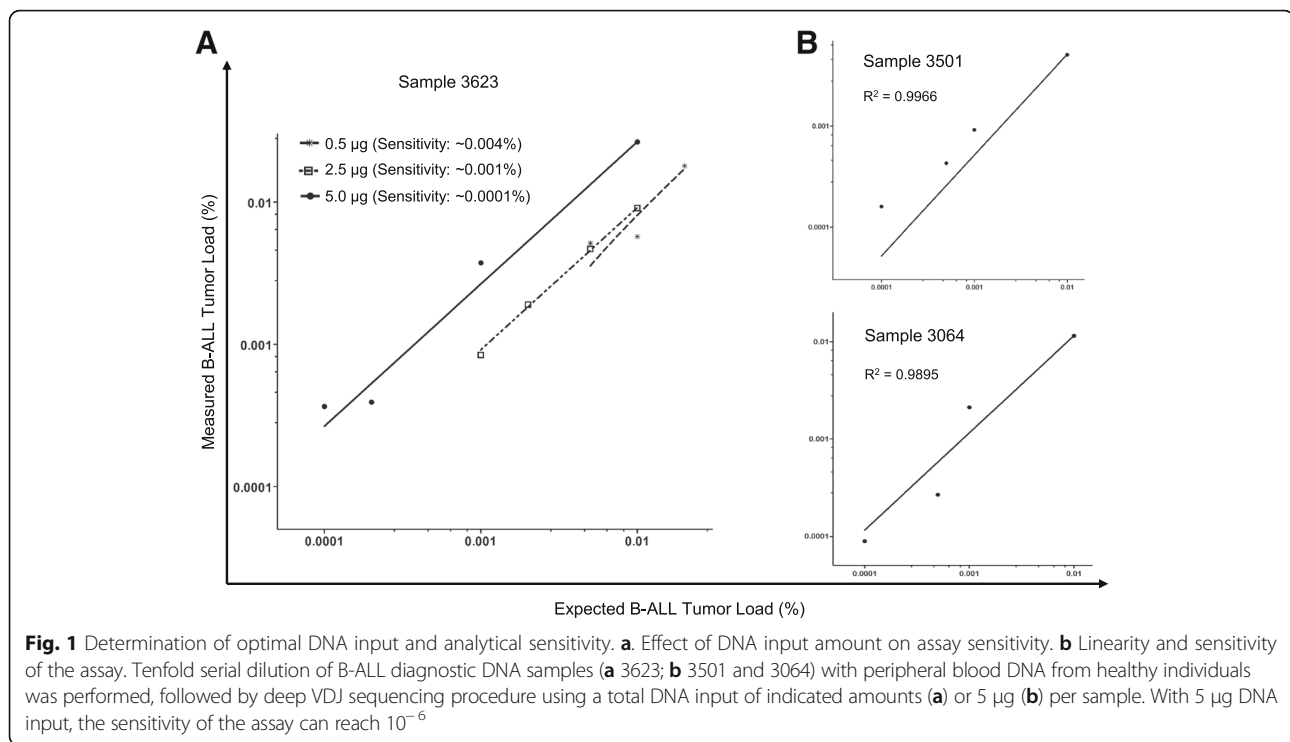 A
Sample 3623
0.5 µg (Sensitivity: ~0.004%)
2.5 µg (Sensitivity: ~0.001%)
5.0 µg (Sensitivity: ~0.0001%)
Measured B-ALL Tumor Load (%)
0.01
0.001
0.0001
0.0001
0.001
0.01
B
Sample 3501
R² = 0.9966
0.001
0.0001
0.0001
0.001
0.01
Sample 3064
R² = 0.9895
0.01
0.001
0.0001
0.0001
0.001
0.01
Expected B-ALL Tumor Load (%)
Fig. 1 Determination of optimal DNA input and analytical sensitivity. a. Effect of DNA input amount on assay sensitivity. b Linearity and sensitivity
of the assay. Tenfold serial dilution of B-ALL diagnostic DNA samples (a 3623; b 3501 and 3064) with peripheral blood DNA from healthy individuals
was performed, followed by deep VDJ sequencing procedure using a total DNA input of indicated amounts (a) or 5 µg (b) per sample. With 5 µg DNA
input, the sensitivity of the assay can reach 10⁻⁶